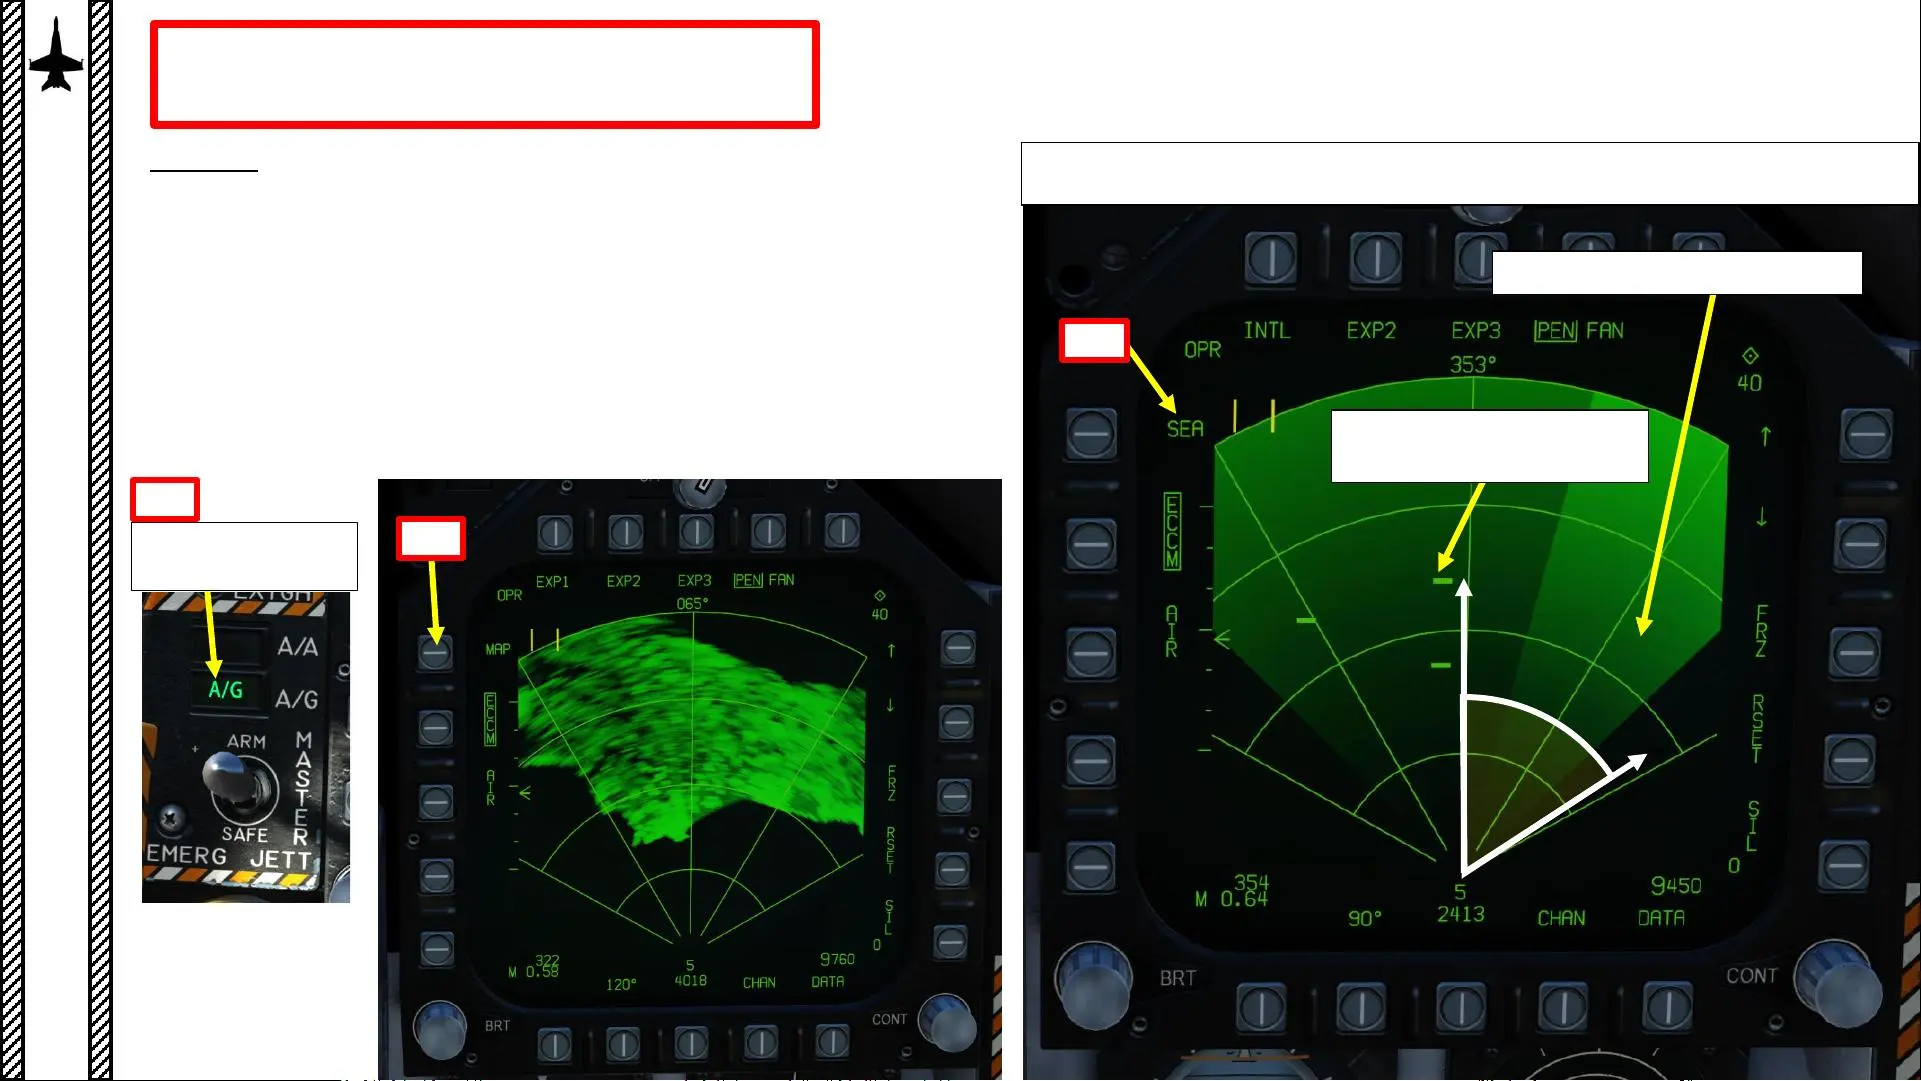 EXTGH
A/A
A/G
A/G
ARM
+
MASTER
SAFE
EMERG JETT
EXP1 EXP2 EXP3 PEN FAN
OPR
065°
40
MAP
↑
ECCM
↓
AIR
FRZ
RSET
SIL
0
322
M 0.58
120°
5
4018
CHAN
9760
DATA
BRT
CONT
INTL EXP2 EXP3 PEN FAN
OPR
353°
40
SEA
↑
ECCM
↓
AIR
FRZ
RSET
SIL
0
354
M 0.64
90°
5
2413
CHAN
9450
DATA
BRT
CONT